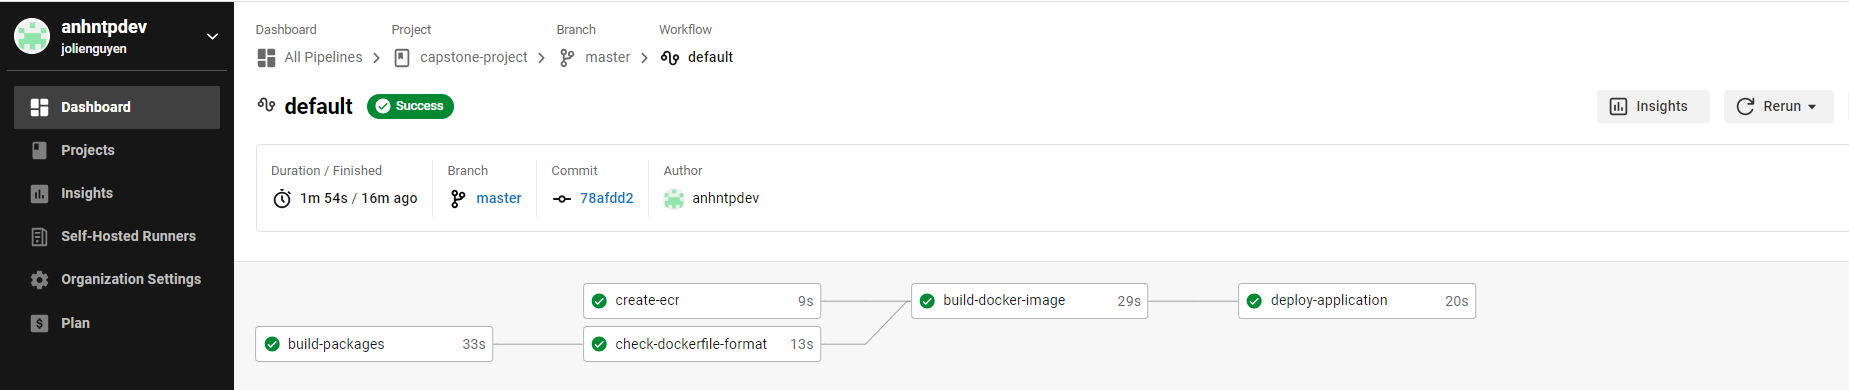 anhntpdev
jolienguyen
Dashboard
Projects
Insights
Self-Hosted Runners
Organization Settings
Plan
Dashboard Project Branch Workflow
All Pipelines capstone-project master default
default Success
Insights Rerun
Duration / Finished Branch Commit Author
1m 54s / 16m ago master 78afdd2 anhntpdev
create-ecr 9s build-docker-image 29s deploy-application 20s
build-packages 33s check-dockerfile-format 13s